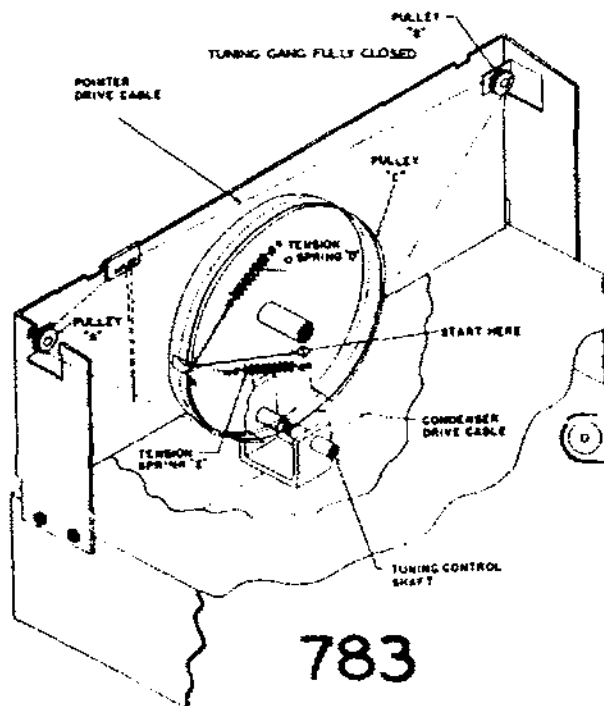 PULLEY
"B"
TUNING GANG FULLY CLOSED
POINTER
DRIVE CABLE
PULLEY
"C"
TENSION
SPRING "D"
PULLEY
"A"
START HERE
CONDENSER
DRIVE CABLE
TENSION
SPRING "E"
TUNING CONTROL
SHAFT
783